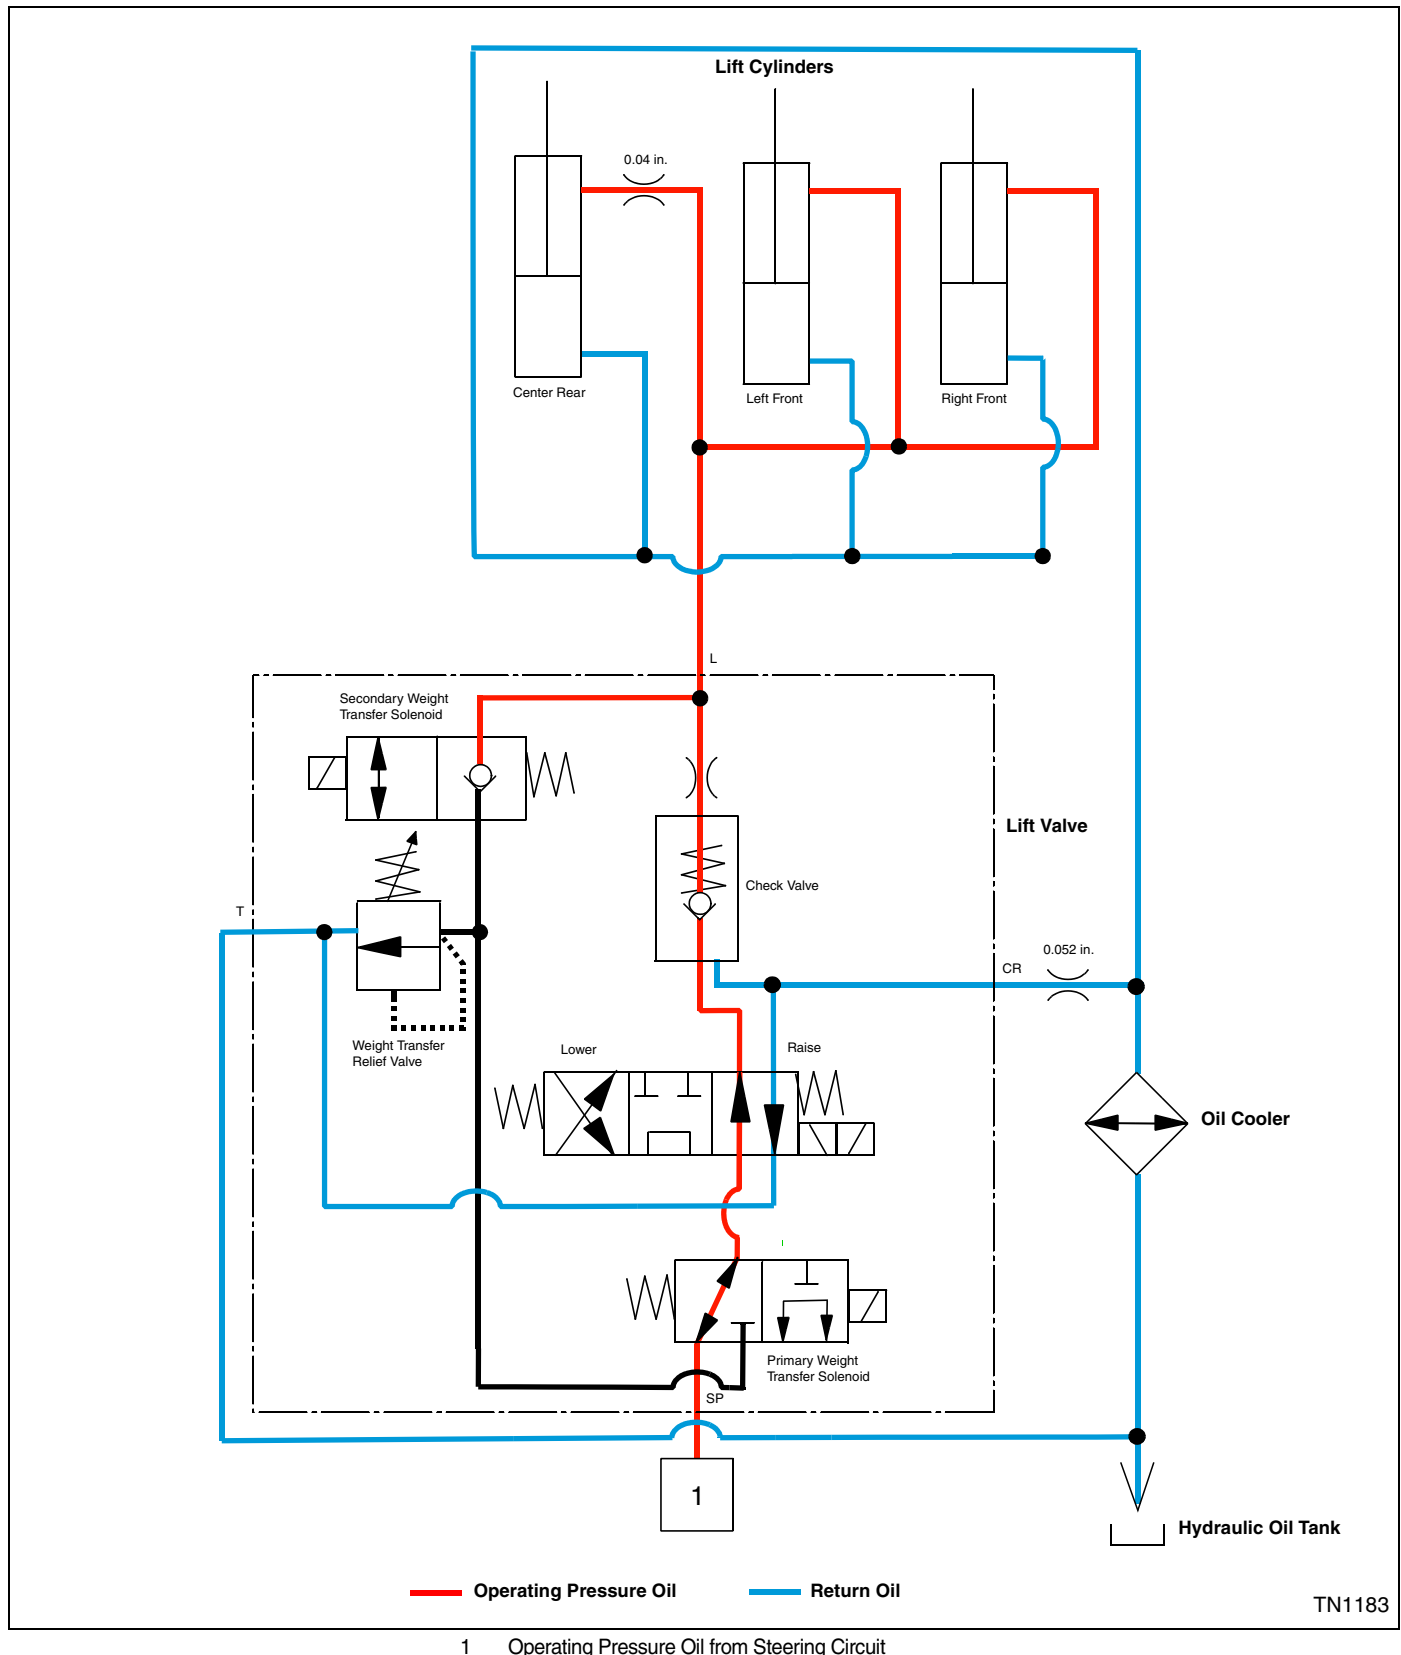 Lift Cylinders
0.04 in.
Center Rear
Left Front
Right Front
L
Secondary Weight
Transfer Solenoid
Lift Valve
Check Valve
T
0.052 in.
CR
Weight Transfer
Relief Valve
Lower
Raise
Oil Cooler
Primary Weight
Transfer Solenoid
SP
1
Hydraulic Oil Tank
Operating Pressure Oil
Return Oil
TN1183
1 Operating Pressure Oil from Steering Circuit